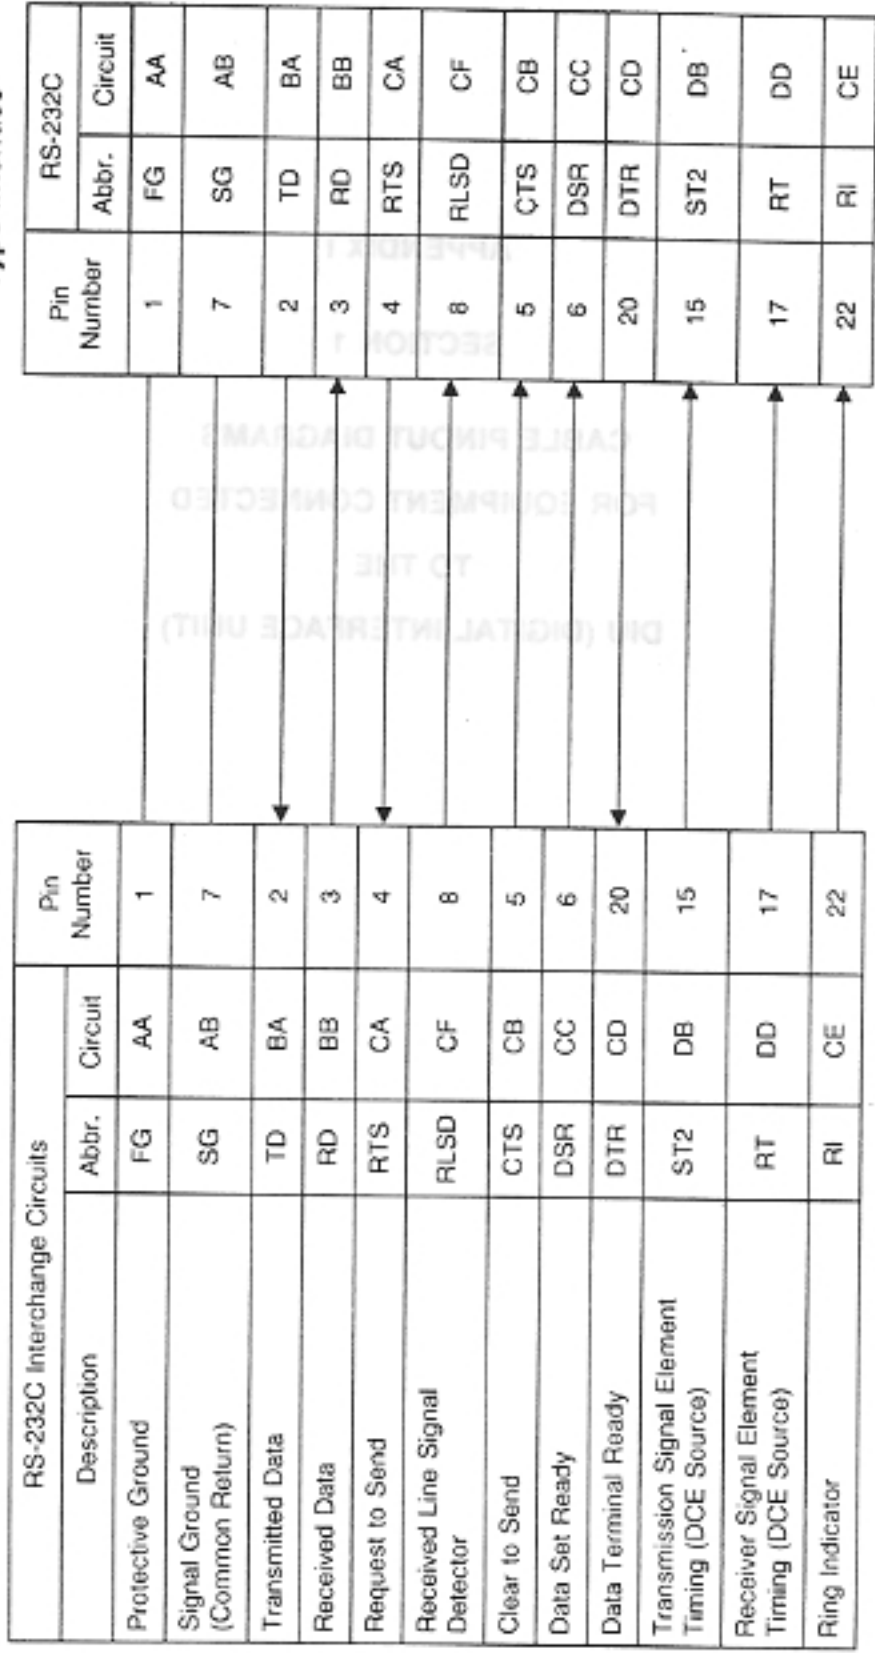 RS-232C Interchange Circuits
Pin Number
RS-232C
Description Abbr. Circuit
Pin Number
Abbr. Circuit
Protective Ground FG AA 1 1 FG AA
Signal Ground
(Common Return) SG AB 7 7 SG AB
Transmitted Data TD BA 2 2 TD BA
Received Data RD BB 3 3 RD BB
Request to Send RTS CA 4 4 RTS CA
Received Line Signal
Detector RLSD CF 8 8 RLSD CF
Clear to Send CTS CB 5 5 CTS CB
Data Set Ready DSR CC 6 6 DSR CC
Data Terminal Ready DTR CD 20 20 DTR CD
Transmission Signal Element
Timing (DCE Source) ST2 DB 15 15 ST2 DB
Receiver Signal Element
Timing (DCE Source) RT DD 17 17 RT DD
Ring Indicator RI CE 22 22 RI CE
APPENDIX 1
SECTION 1
CABLE PINOUT DIAGRAMS
FOR EQUIPMENT CONNECTED
TO THE
DIU (DIGITAL INTERFACE UNIT)